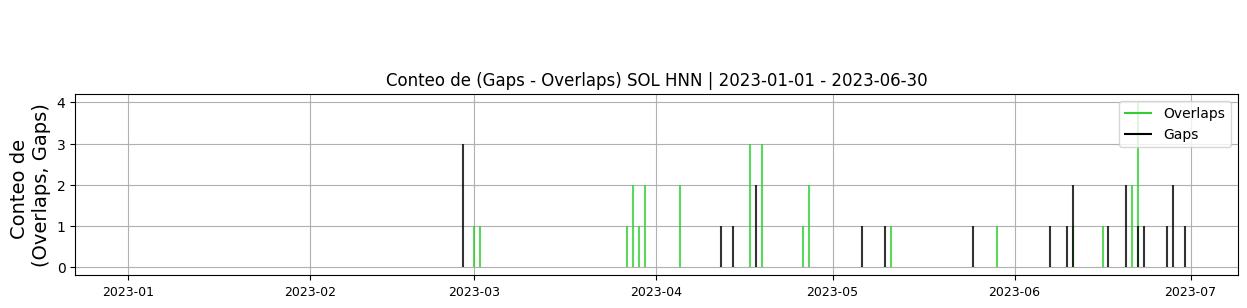 Conteo de (Gaps - Overlaps) SOL HNN | 2023-01-01 - 2023-06-30
Conteo de
(Overlaps, Gaps)
4
3
2
1
0
Overlaps
Gaps
2023-01
2023-02
2023-03
2023-04
2023-05
2023-06
2023-07